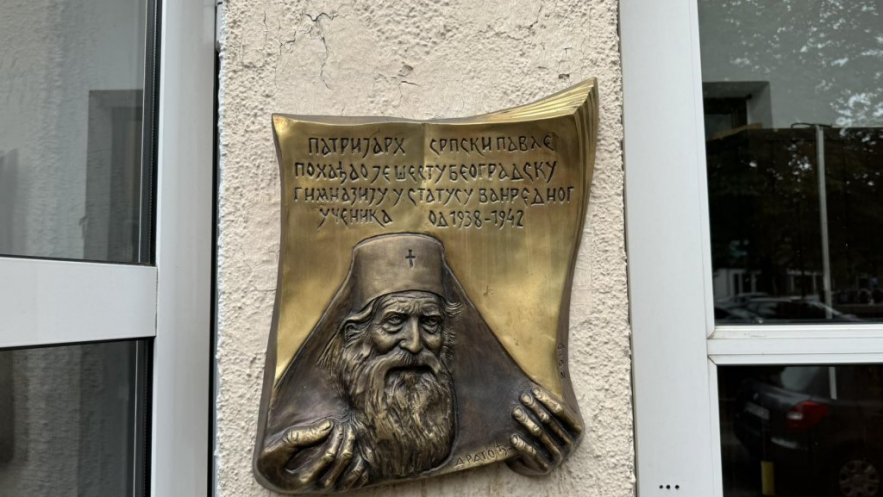 ПАТРИЈАРХ СРПСКИ ПАВЛЕ
ПОХАЂАО ЈЕ ШЕСТУ БЕОГРАДСКУ
ГИМНАЗИЈУ У СТАТУСУ ВАНРЕДНОГ
УЧЕНИКА ОД 1938-1942